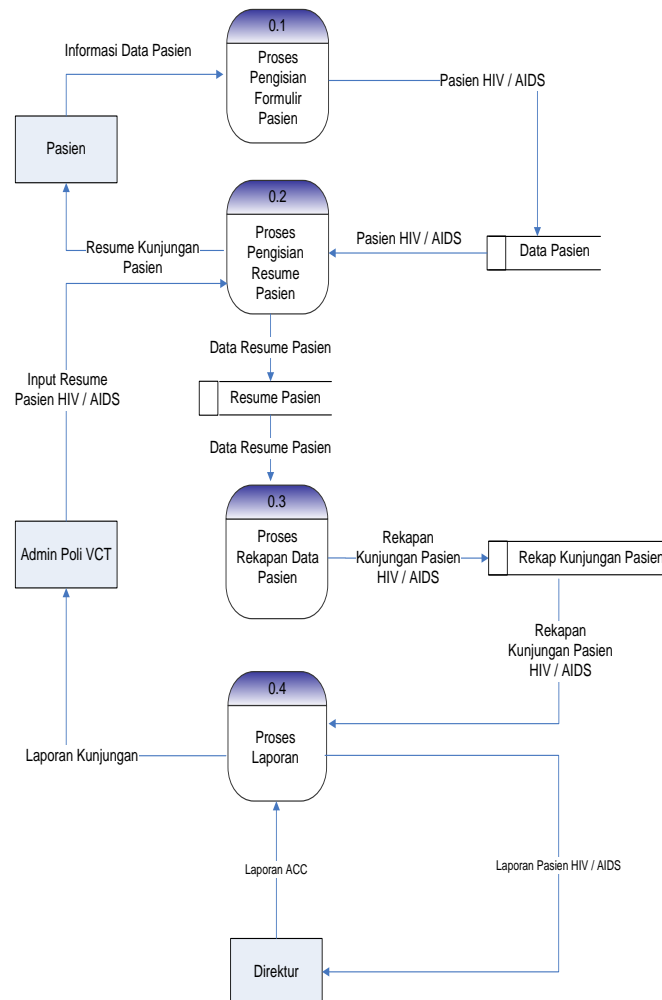 0.1
Informasi Data Pasien
Proses
Pengisian
Formulir
Pasien
Pasien HIV / AIDS
Pasien
0.2
Proses
Pengisian
Resume
Pasien
Resume Kunjungan
Pasien
Pasien HIV / AIDS
Data Pasien
Data Resume Pasien
Input Resume
Pasien HIV / AIDS
Resume Pasien
Data Resume Pasien
0.3
Proses
Rekapan Data
Pasien
Admin Poli VCT
Rekapan
Kunjungan Pasien
HIV / AIDS
Rekap Kunjungan Pasien
Rekapan
Kunjungan Pasien
HIV / AIDS
0.4
Proses
Laporan
Laporan Kunjungan
Laporan ACC
Laporan Pasien HIV / AIDS
Direktur